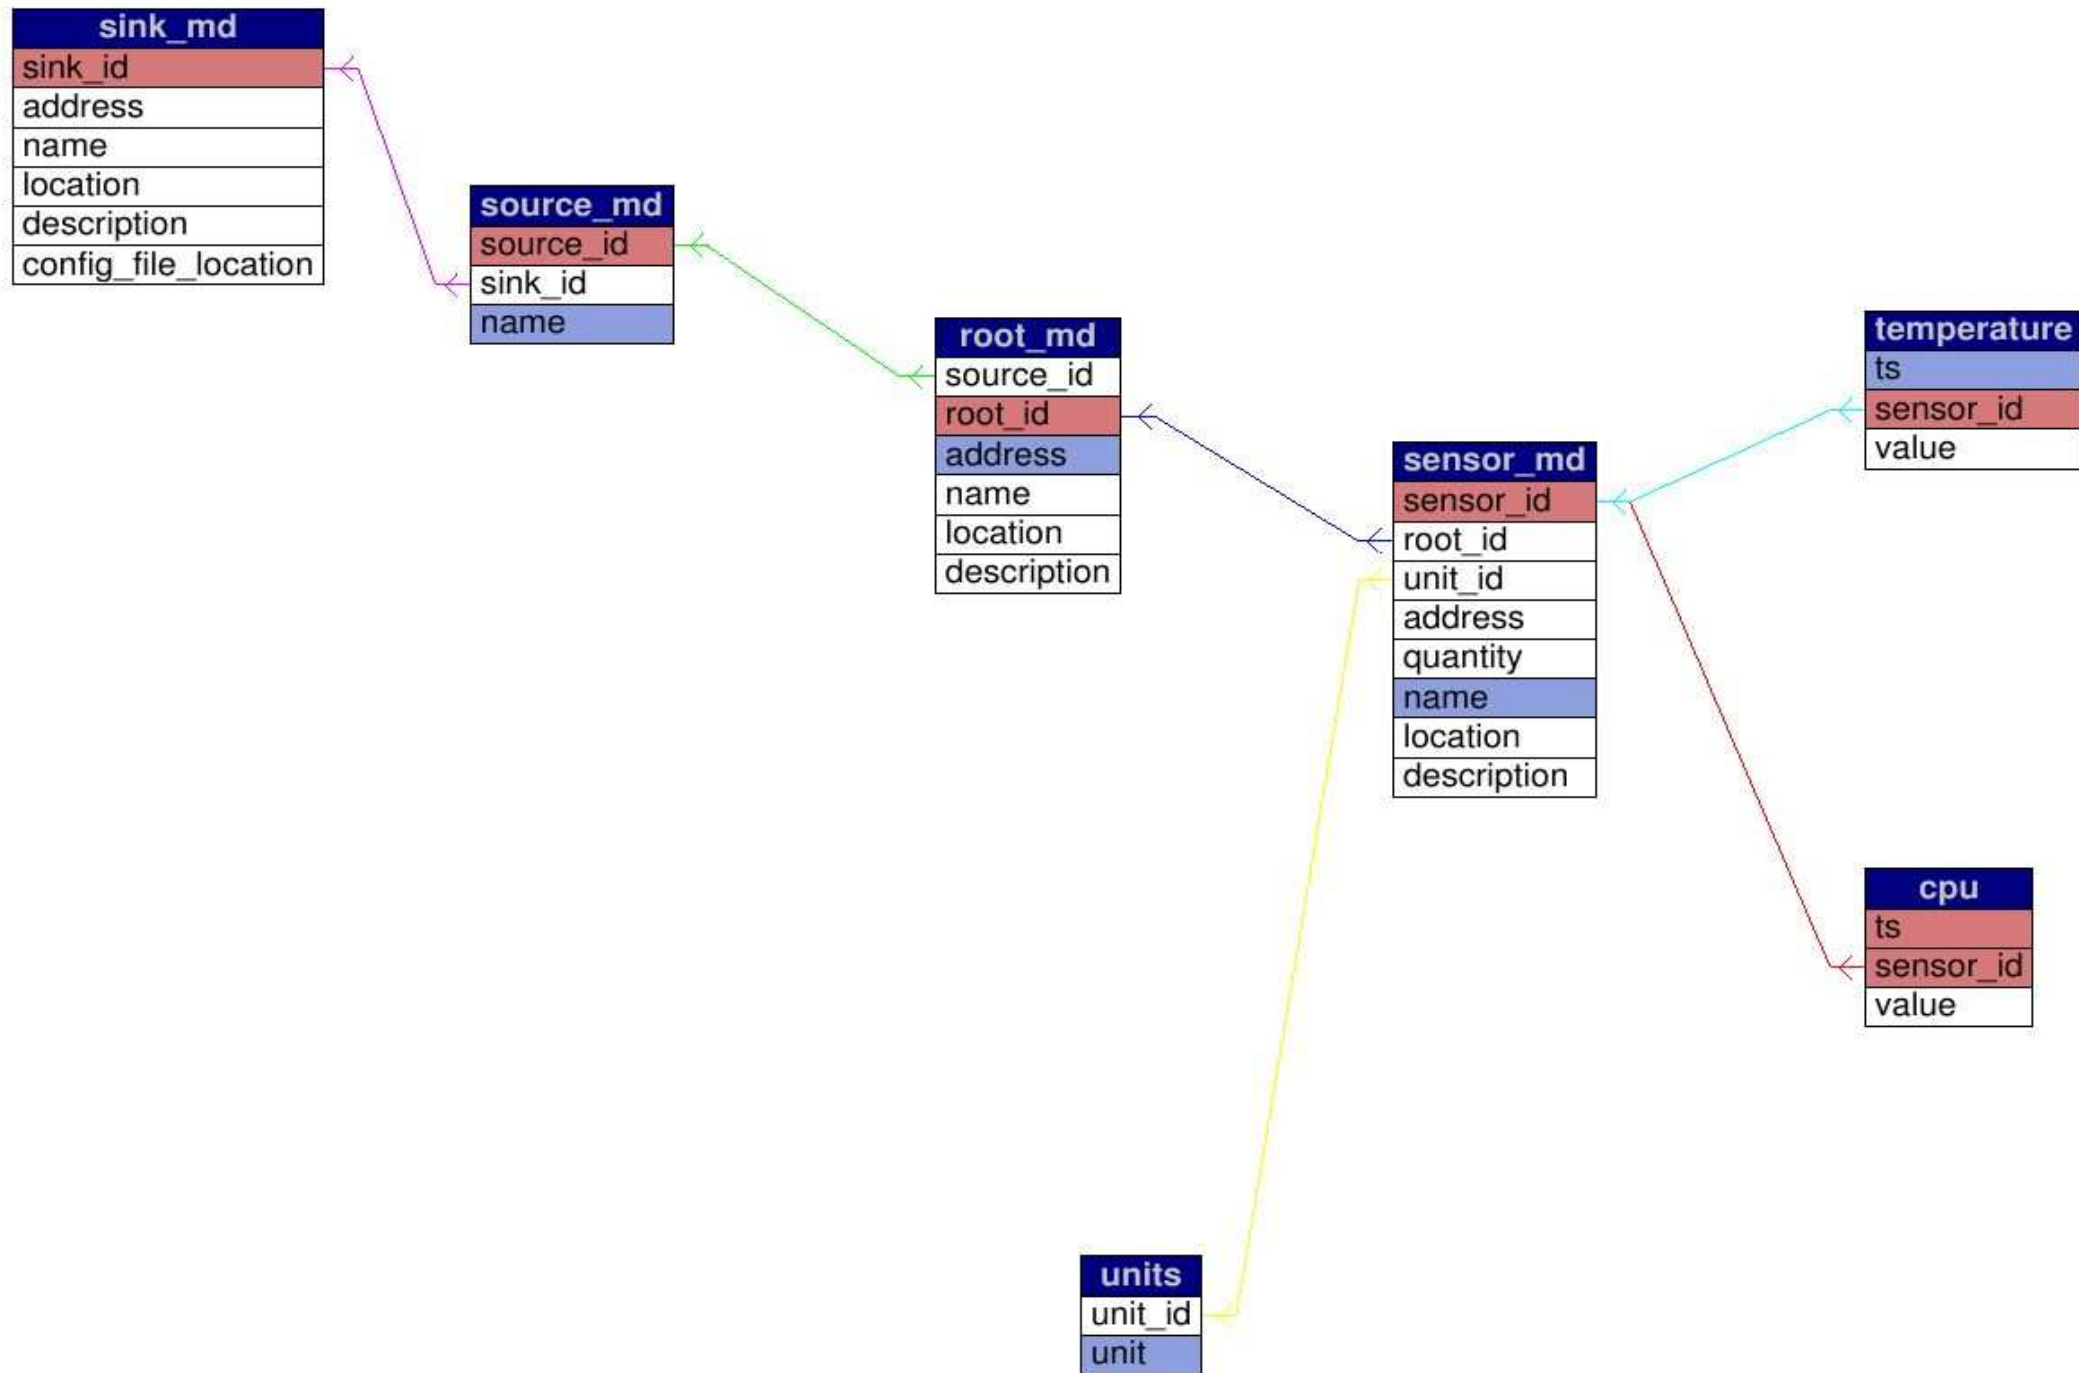 sink_md
sink_id
address
name
location
description
config_file_location
source_md
source_id
sink_id
name
root_md
source_id
root_id
address
name
location
description
sensor_md
sensor_id
root_id
unit_id
address
quantity
name
location
description
temperature
ts
sensor_id
value
cpu
ts
sensor_id
value
units
unit_id
unit